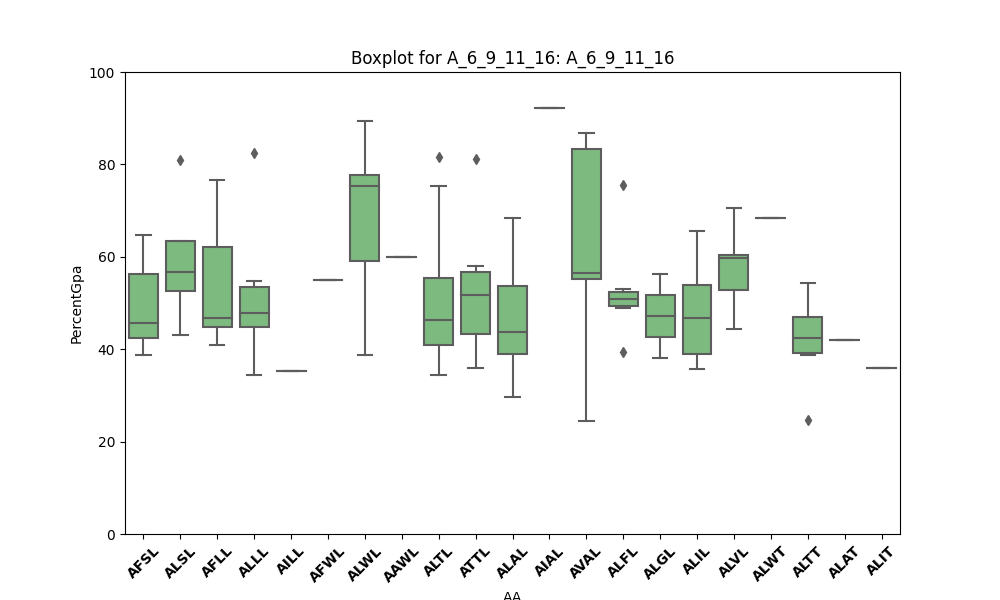 Boxplot for A_6_9_11_16: A_6_9_11_16
100
80
60
40
20
0
PercentGpa
AFSL
ALSL
AFLL
ALLL
AILL
AFWL
ALWL
AAWL
ALTL
ATTL
ALAL
AIAL
AVAL
ALFL
ALGL
ALIL
ALVL
ALWT
ALTT
ALAT
ALIT
AA